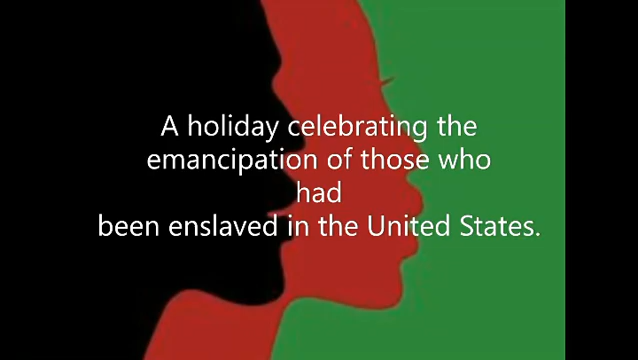 A holiday celebrating the
emancipation of those who
had
been enslaved in the United States.